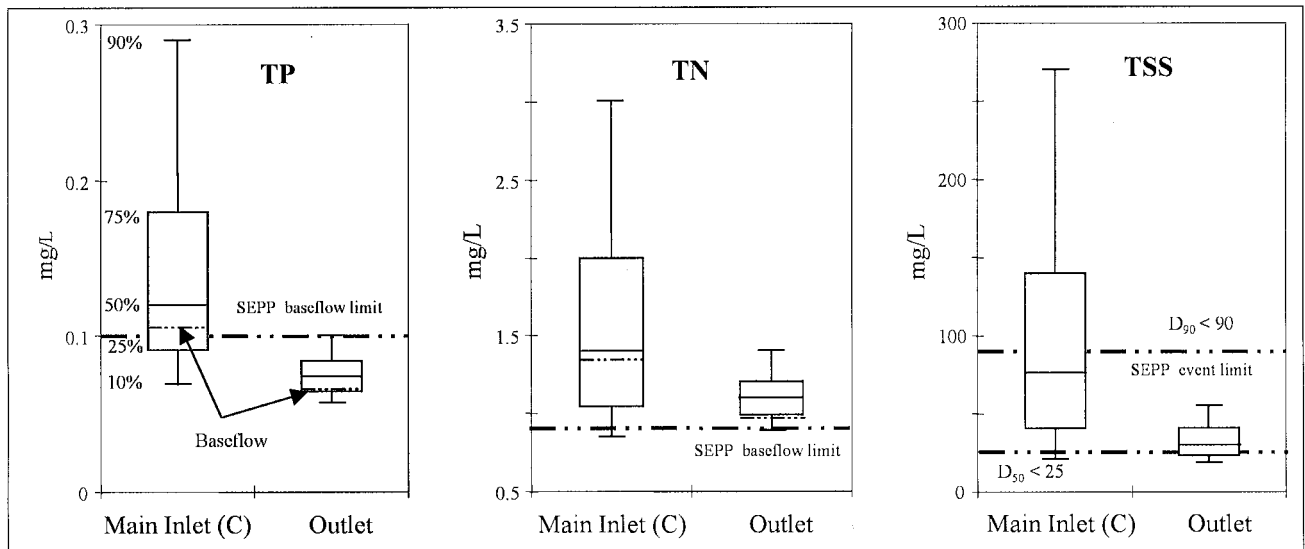 TP
mg/L
0.3
0.2
0.1
0
90%
75%
50%
25%
10%
SEPP baseflow limit
Baseflow
Main Inlet (C)
Outlet
TN
mg/L
3.5
2.5
1.5
0.5
SEPP baseflow limit
Main Inlet (C)
Outlet
TSS
mg/L
300
200
100
0
D90 < 90
SEPP event limit
D50 < 25
Main Inlet (C)
Outlet